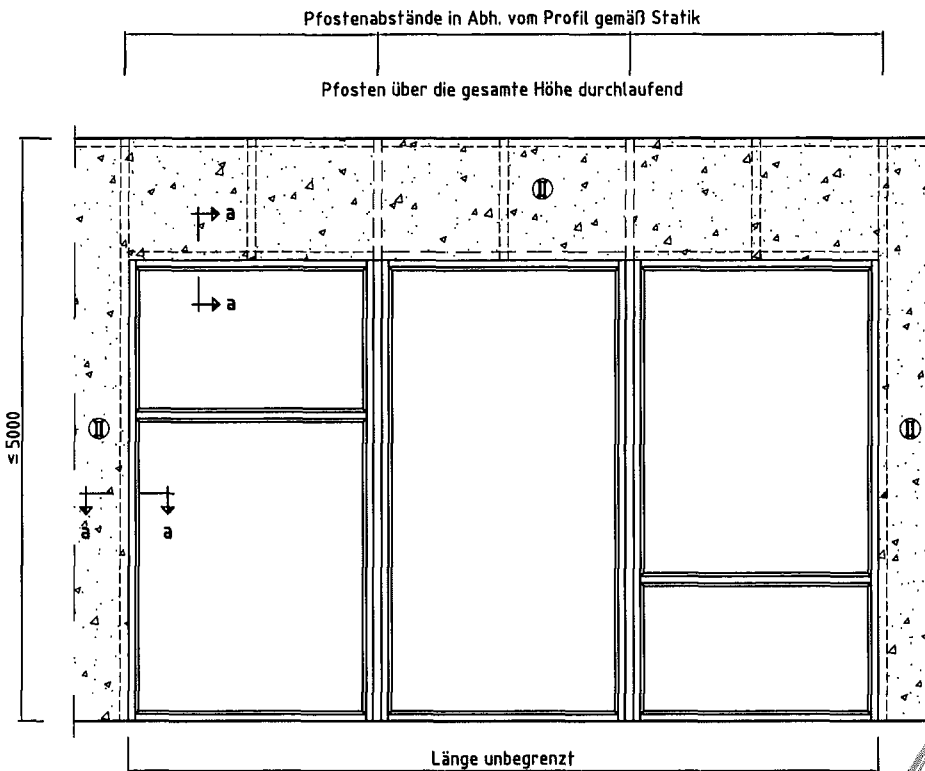 Pfostenabstände in Abh. vom Profil gemäß Statik
Pfosten über die gesamte Höhe durchlaufend
II
a
a
≤5000
II
II
a
a
Länge unbegrenzt